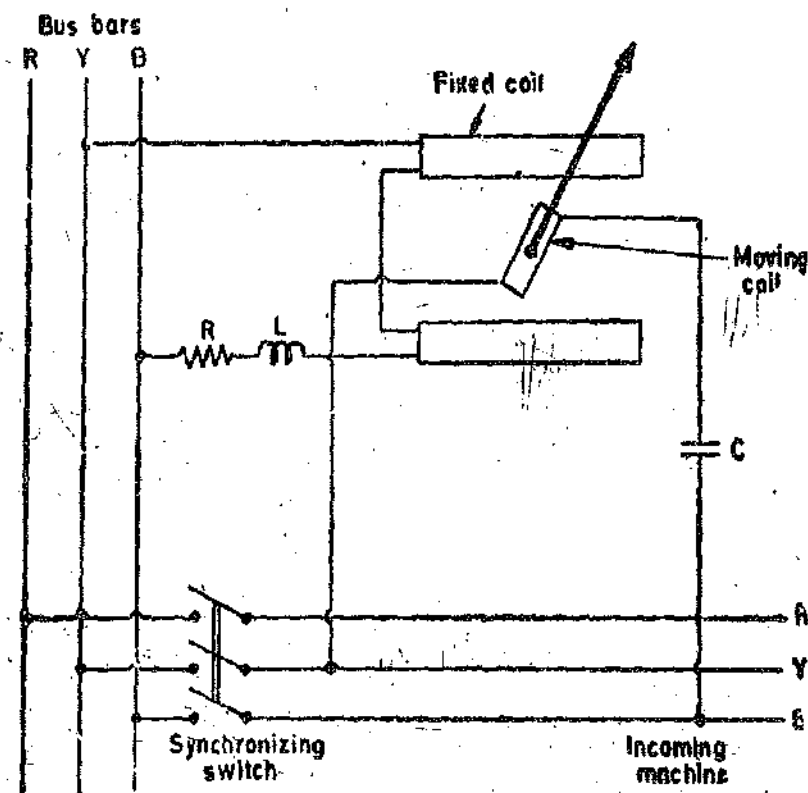 Bus bars
R Y B
Fixed coil
Moving
coil
R L
C
R
Y
B
Synchronizing
switch
Incoming
machine